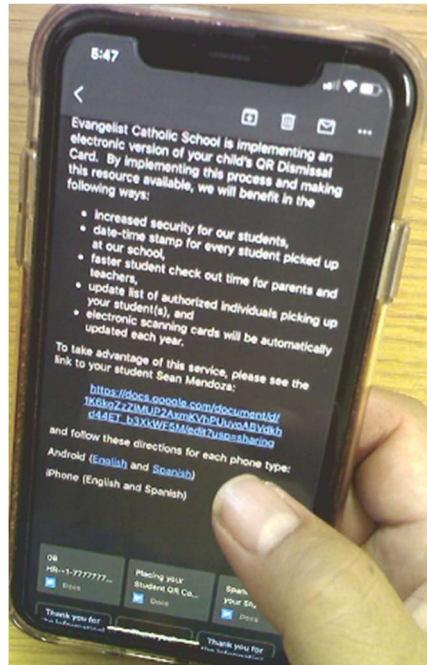 5:47
Evangelist Catholic School is implementing an
electronic version of your child's QR Dismissal
Card. By implementing this process and making
this resource available, we will benefit in the
following ways:
• increased security for our students,
• date-time stamp for every student picked up
at our school,
• faster student check out time for parents and
teachers,
• update list of authorized individuals picking up
your student(s), and
• electronic scanning cards will be automatically
updated each year.
To take advantage of this service, please see the
link to your student Sean Mendoza:
https://docs.google.com/document/d/
and follow these directions for each phone type:
Android (English and Spanish)
iPhone (English and Spanish)
HR--1-7777777...
Docs
Placing your
Student QR Co...
Docs
Docs
Thank you for
Thank you for